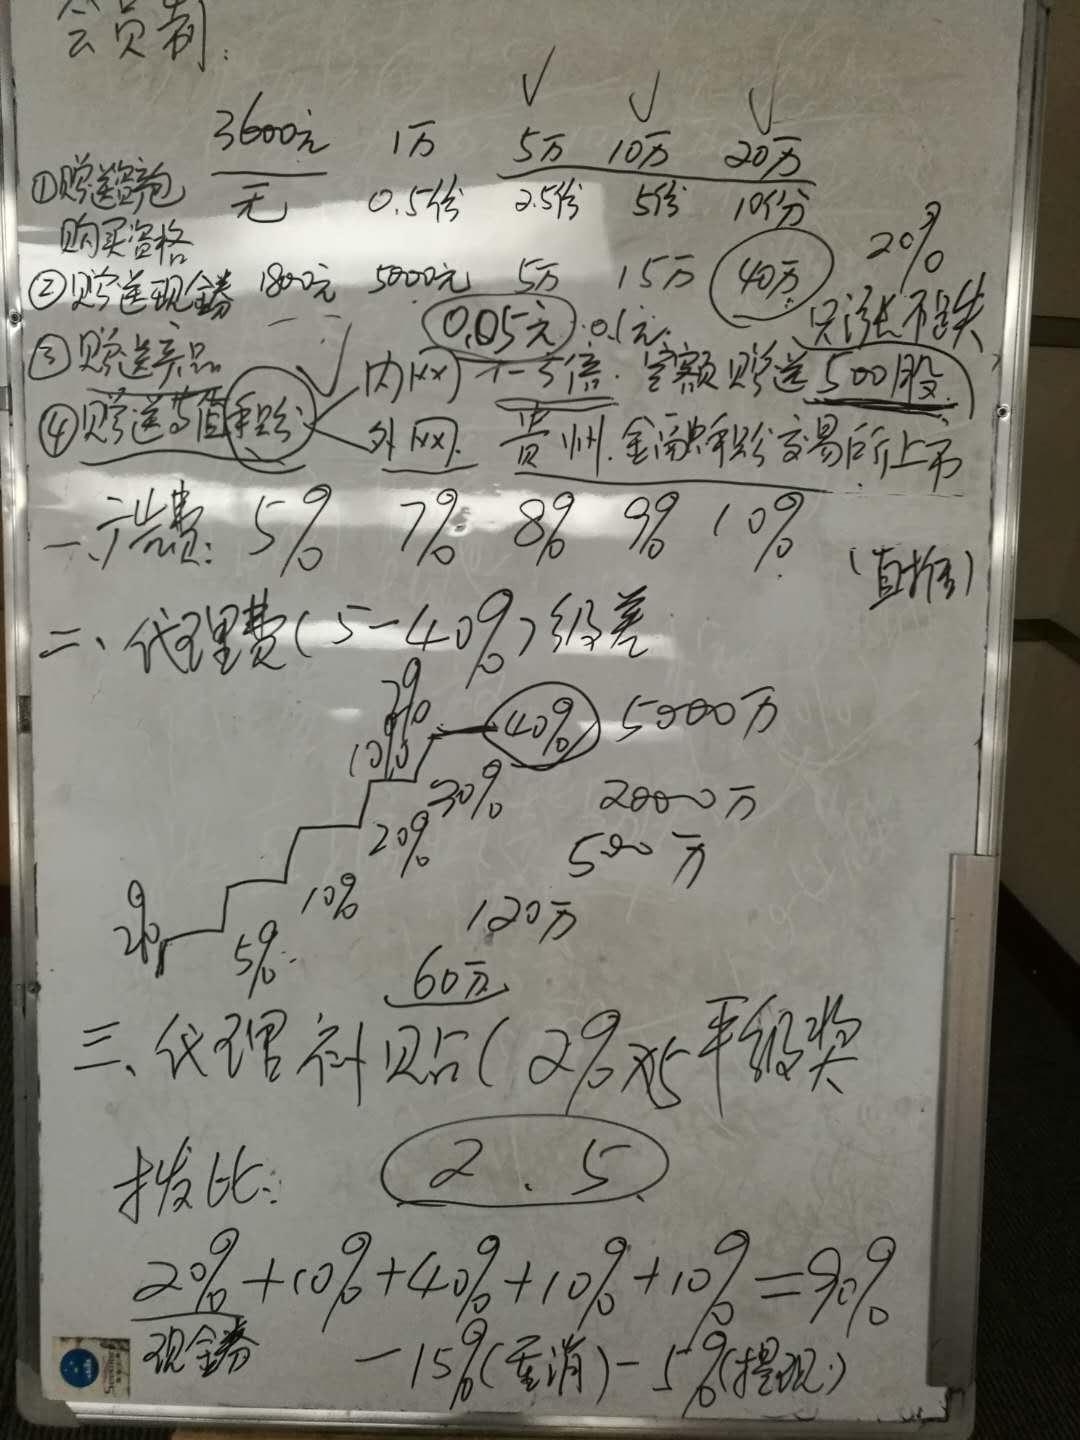 会员制:
3600元 1万 5万 10万 20万
①赠送
购买资格 无 0.5份 2.5份 5份 10份
②赠送现金券 1800元 5000元 5万 15万 40万 20%
0.05元 0.1元 只涨不跌
③赠送产品
内网 1-5倍 定额赠送500股
④赠送 积分
外网 贵州金融积分交易所上市
一、广告费: 5% 7% 8% 9% 10%
(直推)
二、代理费(5-40%)级差
2%
40% 5000万
10%
30% 2000万
20% 500万
10% 120万
2%
5%
60万
三、代理补贴(2% 平级奖
拨比: 2.5
20%+10%+40%+10%+10%=90%
现金券
-15%(重消)-5%(提现)